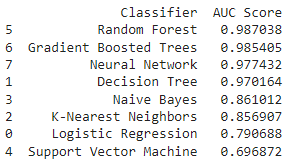 Classifier AUC Score
5 Random Forest 0.987038
6 Gradient Boosted Trees 0.985405
7 Neural Network 0.977432
1 Decision Tree 0.970164
3 Naive Bayes 0.861012
2 K-Nearest Neighbors 0.856907
0 Logistic Regression 0.790688
4 Support Vector Machine 0.696872